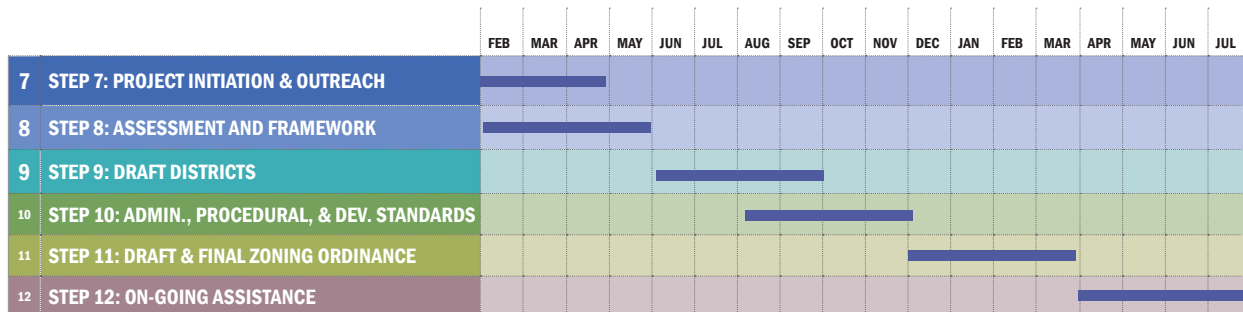 FEB MAR APR MAY JUN JUL AUG SEP OCT NOV DEC JAN FEB MAR APR MAY JUN JUL
7 STEP 7: PROJECT INITIATION & OUTREACH
8 STEP 8: ASSESSMENT AND FRAMEWORK
9 STEP 9: DRAFT DISTRICTS
10 STEP 10: ADMIN., PROCEDURAL, & DEV. STANDARDS
11 STEP 11: DRAFT & FINAL ZONING ORDINANCE
12 STEP 12: ON-GOING ASSISTANCE